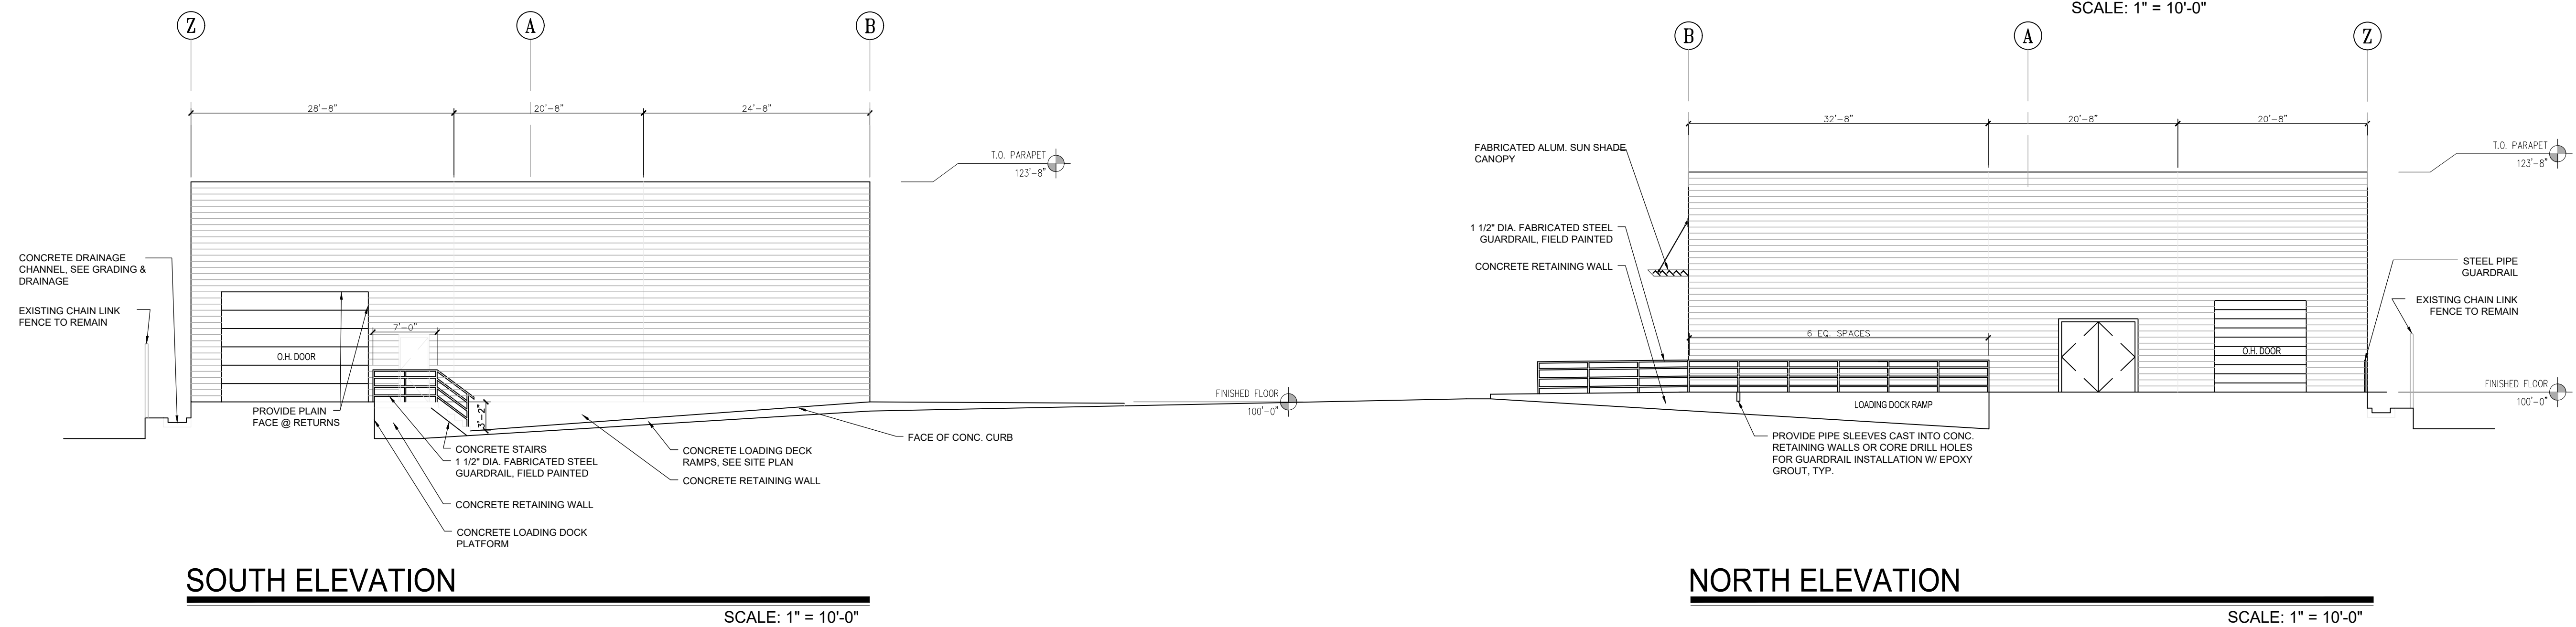 SCALE: 1" = 10'-0"
Z
A
B
28'-8"
20'-8"
24'-8"
T.O. PARAPET
123'-8"
CONCRETE DRAINAGE
CHANNEL, SEE GRADING &
DRAINAGE
EXISTING CHAIN LINK
FENCE TO REMAIN
O.H. DOOR
7'-0"
3'-2"
PROVIDE PLAIN
FACE @ RETURNS
CONCRETE STAIRS
1 1/2" DIA. FABRICATED STEEL
GUARDRAIL, FIELD PAINTED
CONCRETE RETAINING WALL
CONCRETE LOADING DOCK
PLATFORM
CONCRETE LOADING DECK
RAMPS, SEE SITE PLAN
CONCRETE RETAINING WALL
FACE OF CONC. CURB
FINISHED FLOOR
100'-0"
SOUTH ELEVATION
SCALE: 1" = 10'-0"
B
A
Z
32'-8"
20'-8"
20'-8"
FABRICATED ALUM. SUN SHADE
CANOPY
T.O. PARAPET
123'-8"
1 1/2" DIA. FABRICATED STEEL
GUARDRAIL, FIELD PAINTED
CONCRETE RETAINING WALL
6 EQ. SPACES
O.H. DOOR
STEEL PIPE
GUARDRAIL
EXISTING CHAIN LINK
FENCE TO REMAIN
LOADING DOCK RAMP
FINISHED FLOOR
100'-0"
PROVIDE PIPE SLEEVES CAST INTO CONC.
RETAINING WALLS OR CORE DRILL HOLES
FOR GUARDRAIL INSTALLATION W/ EPOXY
GROUT, TYP.
NORTH ELEVATION
SCALE: 1" = 10'-0"